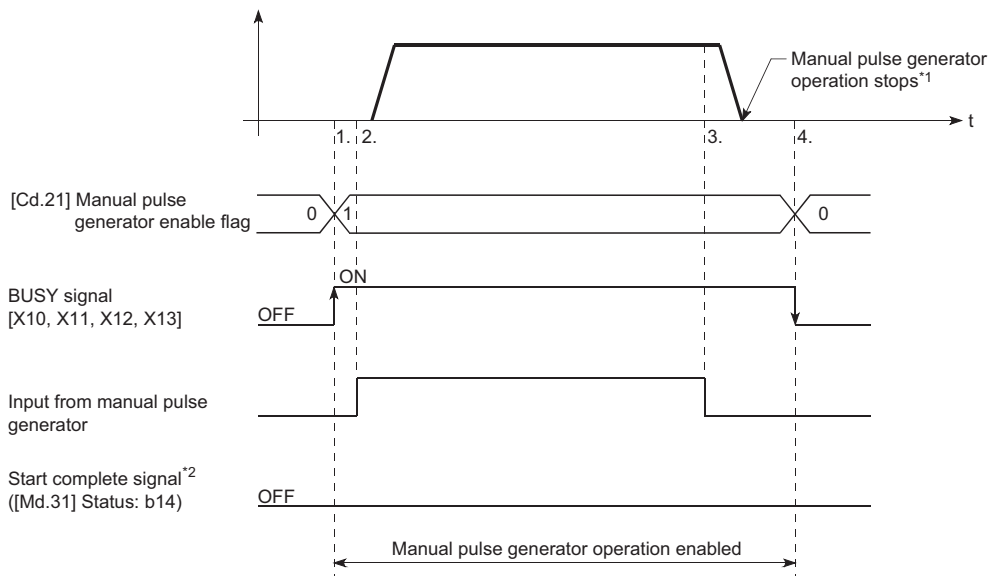 Manual pulse generator
operation stops*1
t
1. 2. 3. 4.
[Cd.21] Manual pulse
generator enable flag
0 1 0
ON
BUSY signal
[X10, X11, X12, X13]
OFF
Input from manual pulse
generator
Start complete signal*2
([Md.31] Status: b14)
OFF
Manual pulse generator operation enabled